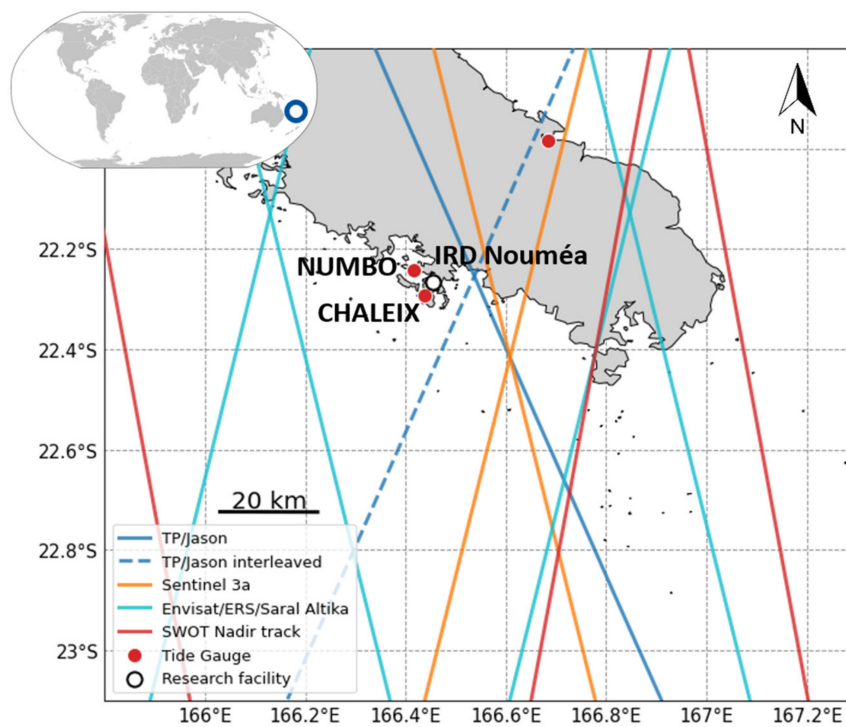 N
22.2°S
IRD Nouméa
NUMBO
CHALEIX
22.4°S
22.6°S
20 km
22.8°S
TP/Jason
TP/Jason interleaved
Sentinel 3a
Envisat/ERS/Saral Altika
SWOT Nadir track
Tide Gauge
Research facility
23°S
166°E 166.2°E 166.4°E 166.6°E 166.8°E 167°E 167.2°E